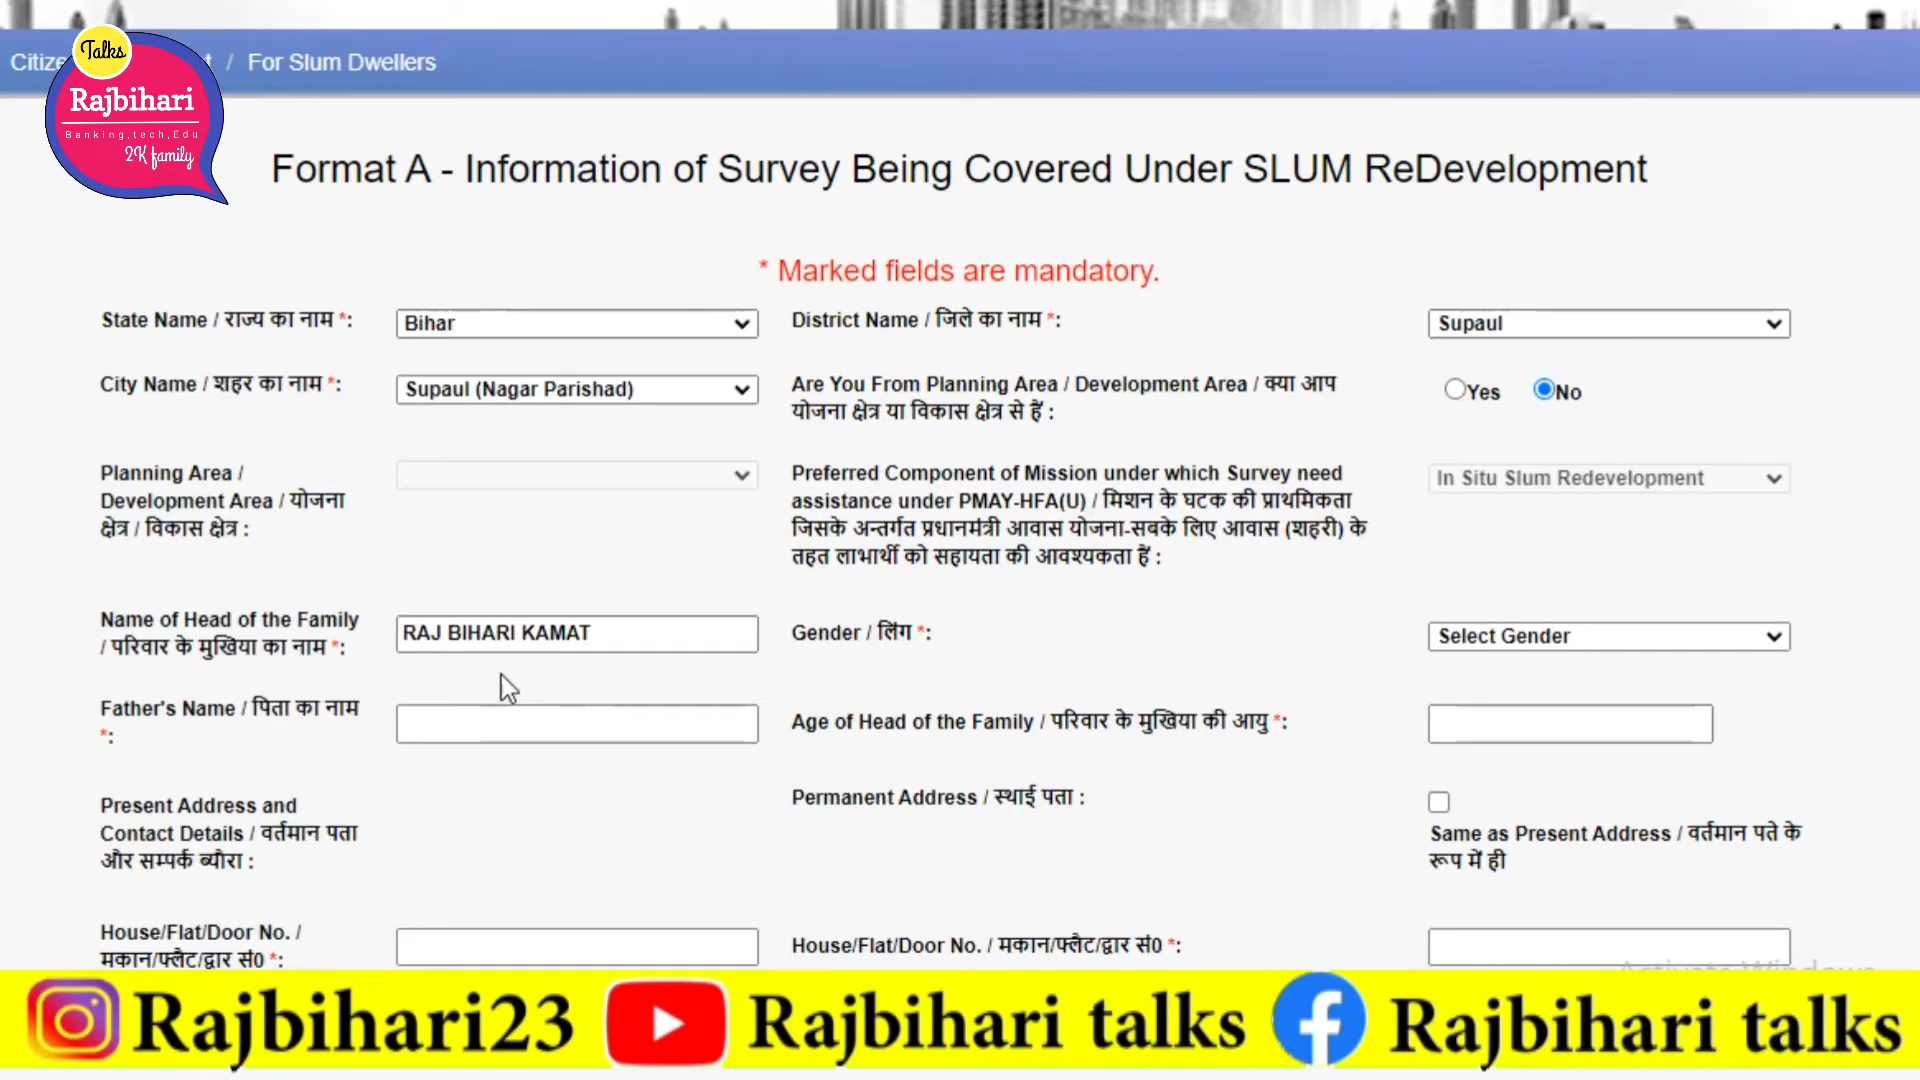 Talks
Rajbihari
Banking,tech,Edu
2K family
Citize t / For Slum Dwellers
Format A - Information of Survey Being Covered Under SLUM ReDevelopment
* Marked fields are mandatory.
State Name / राज्य का नाम *:
Bihar
District Name / जिले का नाम *:
Supaul
City Name / शहर का नाम *:
Supaul (Nagar Parishad)
Are You From Planning Area / Development Area / क्या आप
योजना क्षेत्र या विकास क्षेत्र से हैं :
Yes No
Planning Area /
Development Area / योजना
क्षेत्र / विकास क्षेत्र :
Preferred Component of Mission under which Survey need
assistance under PMAY-HFA(U) / मिशन के घटक की प्राथमिकता
जिसके अन्तर्गत प्रधानमंत्री आवास योजना-सबके लिए आवास (शहरी) के
तहत लाभार्थी को सहायता की आवश्यकता हैं :
In Situ Slum Redevelopment
Name of Head of the Family
/ परिवार के मुखिया का नाम *:
RAJ BIHARI KAMAT
Gender / लिंग *:
Select Gender
Father's Name / पिता का नाम
*:
Age of Head of the Family / परिवार के मुखिया की आयु *:
Present Address and
Contact Details / वर्तमान पता
और सम्पर्क ब्यौरा :
Permanent Address / स्थाई पता :
Same as Present Address / वर्तमान पते के
रूप में ही
House/Flat/Door No. /
मकान/फ्लैट/द्वार सं0 *:
House/Flat/Door No. / मकान/फ्लैट/द्वार सं0 *:
Rajbihari23 Rajbihari talks Rajbihari talks